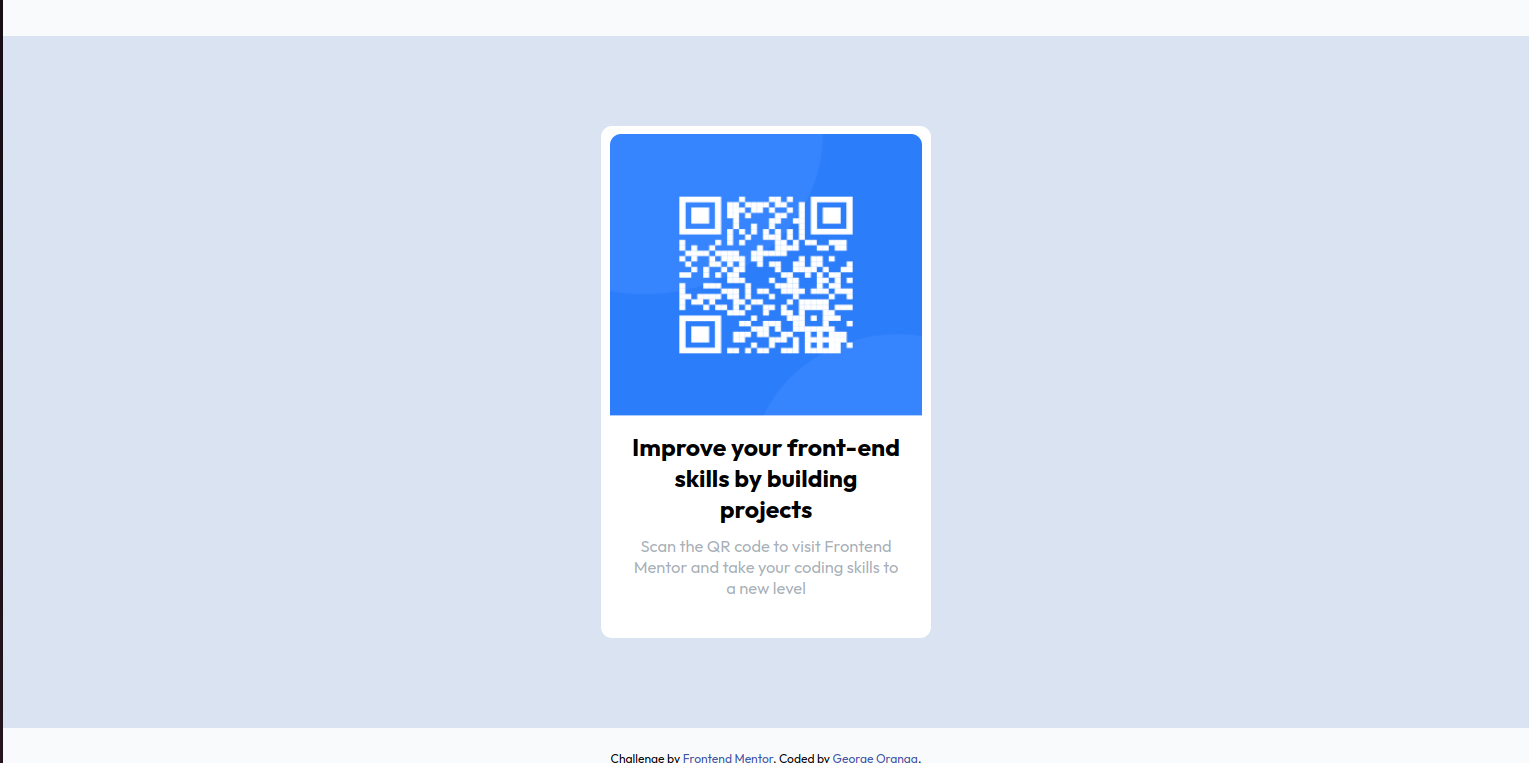 Improve your front-end
skills by building
projects
Scan the QR code to visit Frontend
Mentor and take your coding skills to
a new level
Challenge by Frontend Mentor. Coded by George Oranga.